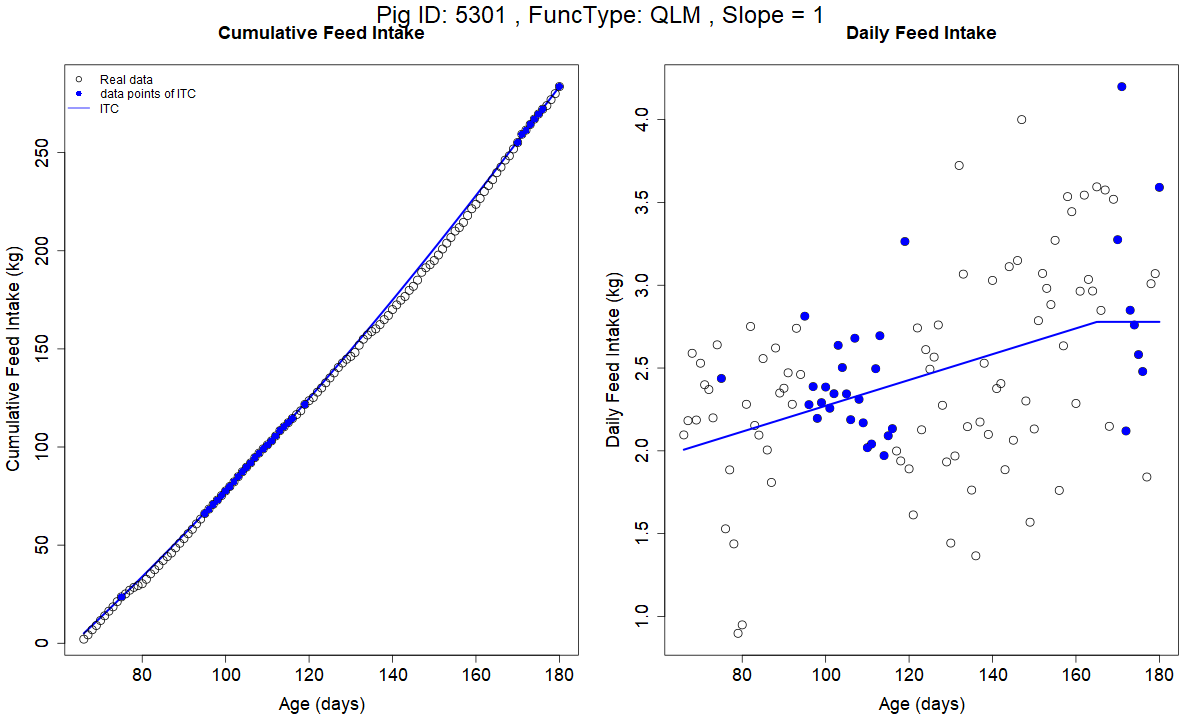 Pig ID: 5301 , FuncType: QLM , Slope = 1
Cumulative Feed Intake
Real data
data points of ITC
ITC
Cumulative Feed Intake (kg)
0
50
100
150
200
250
80 100 120 140 160 180
Age (days)
Daily Feed Intake
Daily Feed Intake (kg)
1.0
1.5
2.0
2.5
3.0
3.5
4.0
80 100 120 140 160 180
Age (days)